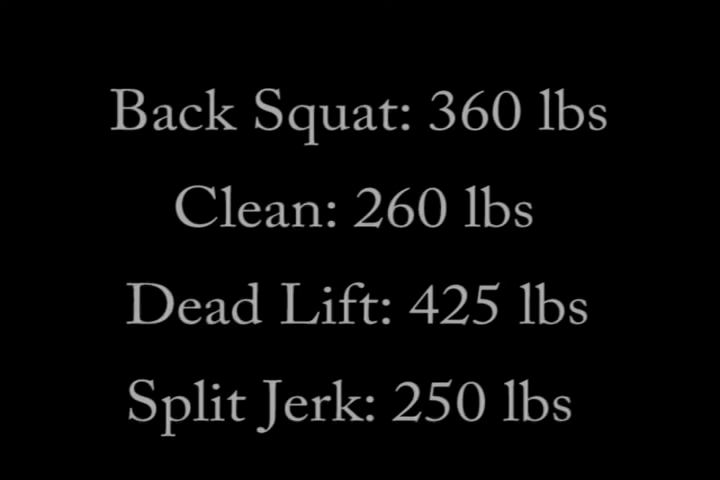 Back Squat: 360 lbs
Clean: 260 lbs
Dead Lift: 425 lbs
Split Jerk: 250 lbs